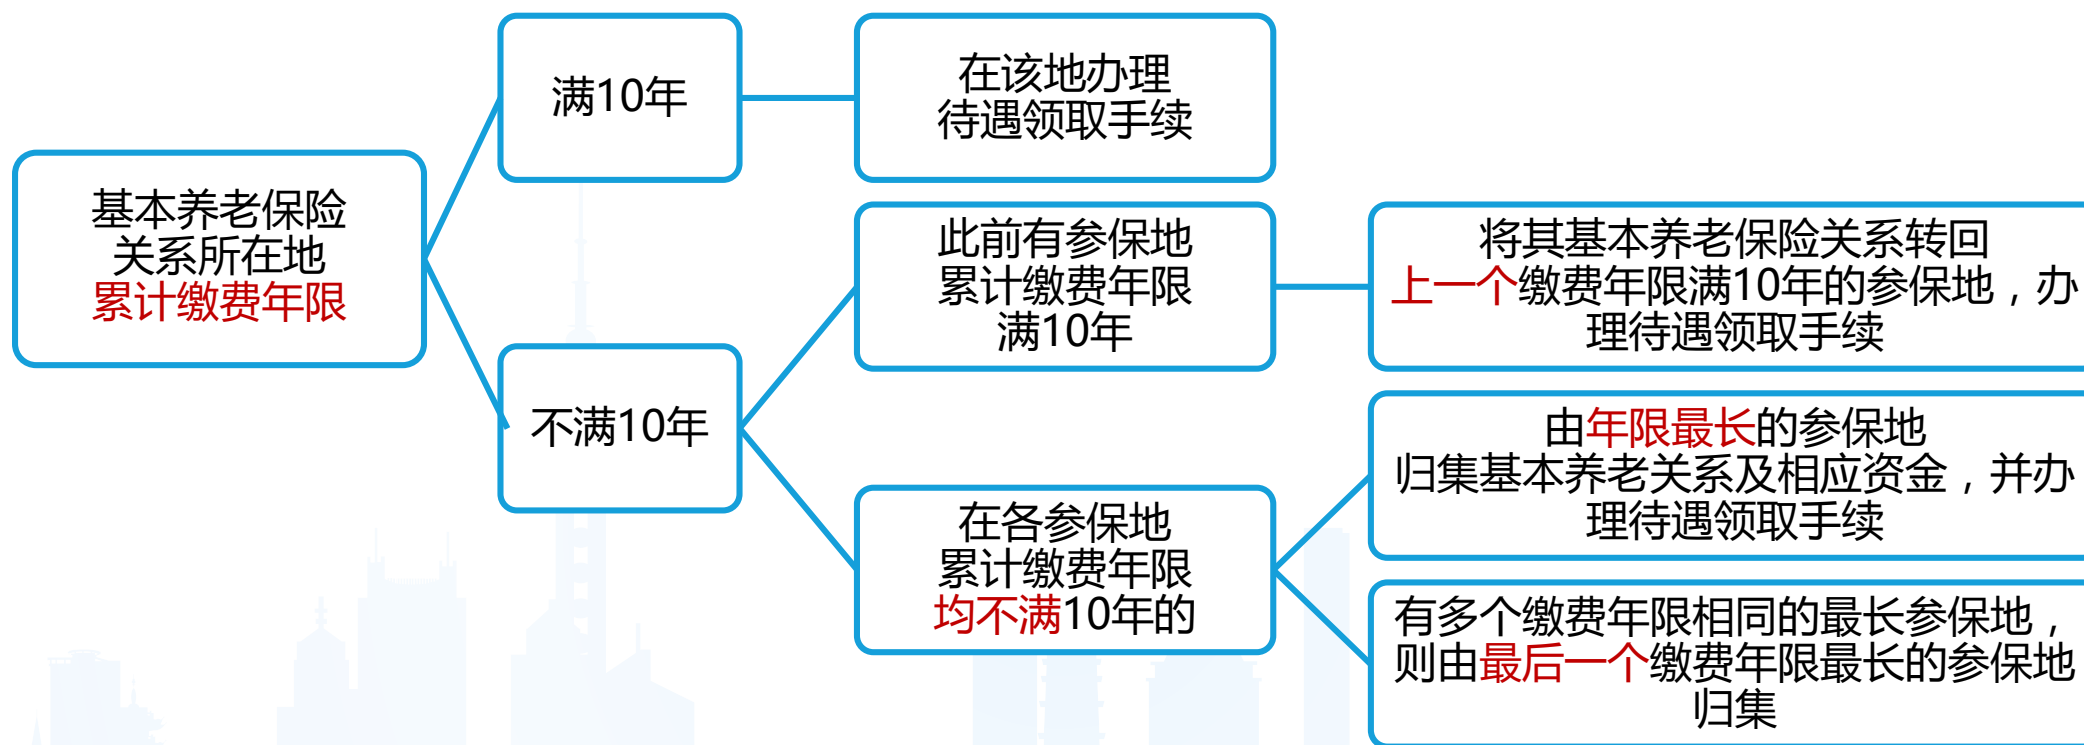 基本养老保险
关系所在地
累计缴费年限
满10年
在该地办理
待遇领取手续
不满10年
此前有参保地
累计缴费年限
满10年
将其基本养老保险关系转回
上一个缴费年限满10年的参保地，办
理待遇领取手续
在各参保地
累计缴费年限
均不满10年的
由年限最长的参保地
归集基本养老关系及相应资金，并办
理待遇领取手续
有多个缴费年限相同的最长参保地，
则由最后一个缴费年限最长的参保地
归集